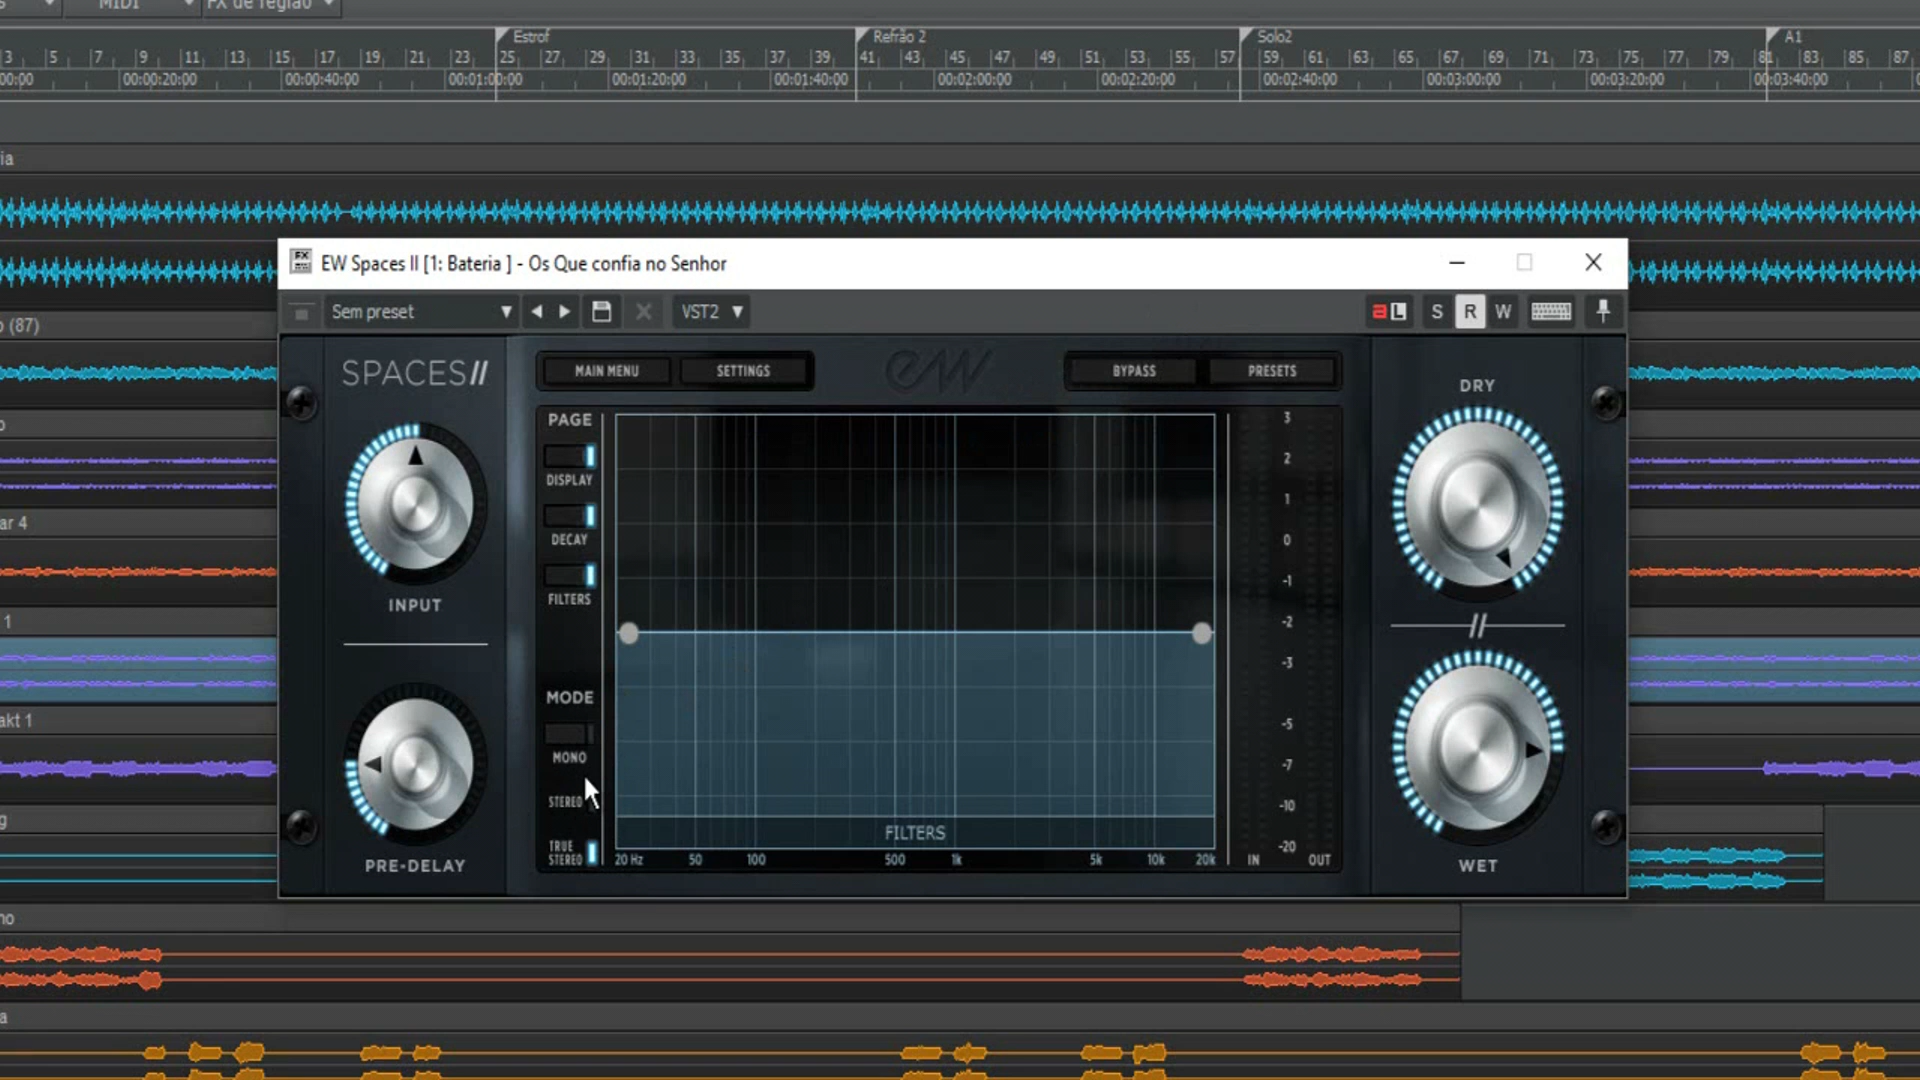 MIDI
FX de região
Estrof
Refrão 2
Solo2
A1
3 5 7 9 11 13 15 17 19 21 23 25 27 29 31 33 35 37 39 41 43 45 47 49 51 53 55 57 59 61 63 65 67 69 71 73 75 77 79 81 83 85 87
00:00 00:00:20:00 00:00:40:00 00:01:00:00 00:01:20:00 00:01:40:00 00:02:00:00 00:02:20:00 00:02:40:00 00:03:00:00 00:03:20:00 00:03:40:00
ia
EW Spaces II [1: Bateria ] - Os Que confia no Senhor
Sem preset
VST2
a L S R W
o (87)
SPACES II
MAIN MENU
SETTINGS
ew
BYPASS
PRESETS
PAGE
DISPLAY
DECAY
FILTERS
MODE
MONO
STEREO
TRUE
STEREO
INPUT
PRE-DELAY
FILTERS
20 Hz 50 100 500 1k 5k 10k 20k
3
2
1
0
-1
-2
-3
-5
-7
-10
-20
IN OUT
DRY
WET
o
ar 4
1
akt 1
g
no
a